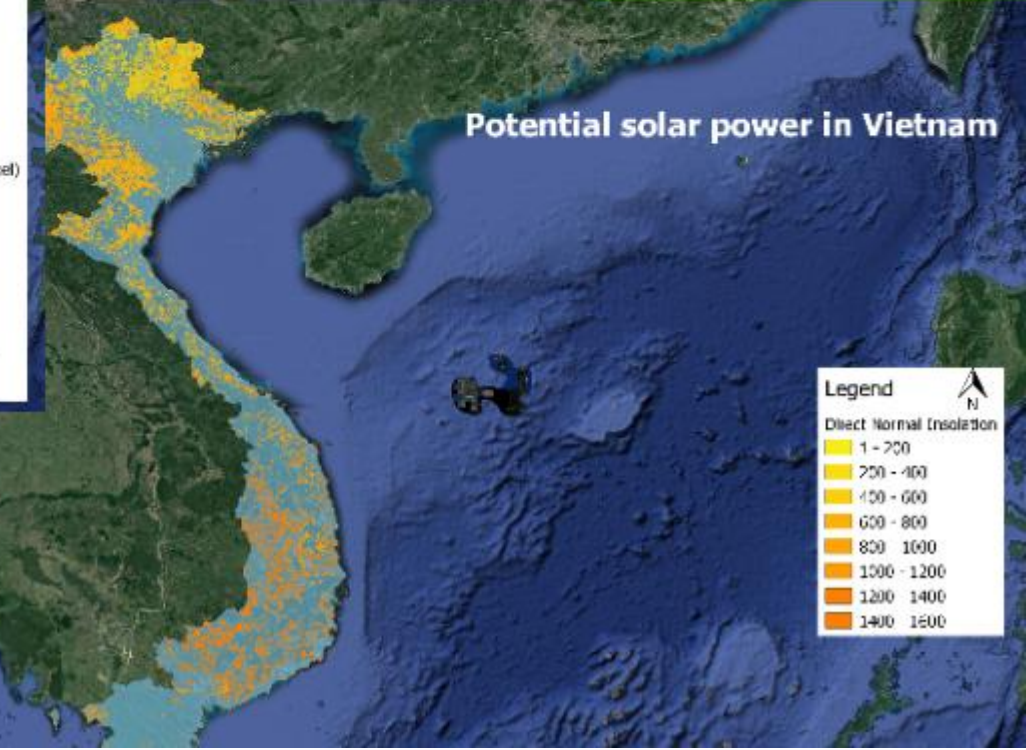 el)
Potential solar power in Vietnam
Legend
N
Direct Normal Insolation
1 - 200
200 - 400
400 - 600
600 - 800
800 1000
1000 - 1200
1200 1400
1400 1600